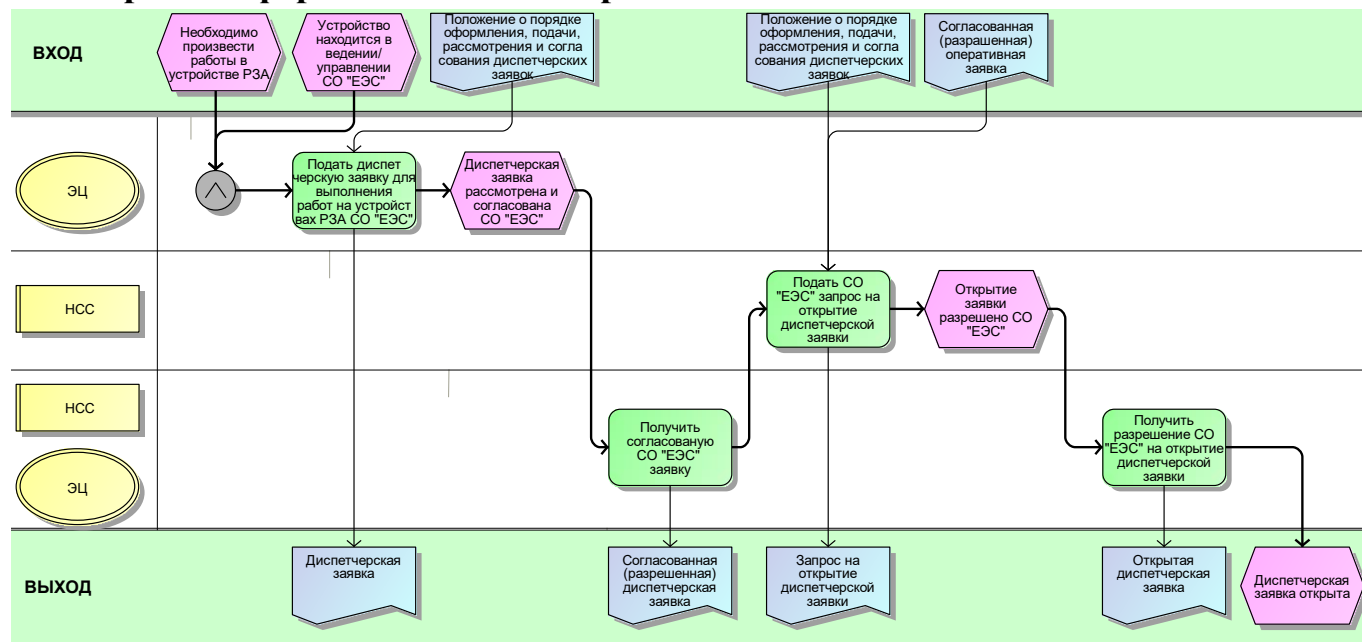 ВХОД
Необходимо
произвести
работы в
устройстве РЗА
Устройство
находится в
ведении/
управлении
СО "ЕЭС"
Положение о порядке
оформления, подачи,
рассмотрения и согла
сования диспетчерских
заявок
Положение о порядке
оформления, подачи,
рассмотрения и согла
сования диспетчерских
заявок
Согласованная
(разрашенная)
оперативная
заявка
ЭЦ
Подать диспет
черскую заявку для
выполнения
работ на устройст
вах РЗА СО "ЕЭС"
Диспетчерская
заявка
рассмотрена и
согласована
СО "ЕЭС"
НСС
Подать СО
"ЕЭС" запрос на
открытие
диспетчерской
заявки
Открытие
заявки
разрешено СО
"ЕЭС"
НСС
ЭЦ
Получить
согласованую
СО "ЕЭС"
заявку
Получить
разрешение СО
"ЕЭС" на открытие
диспетчерской
заявки
ВЫХОД
Диспетчерская
заявка
Согласованная
(разрешенная)
диспетчерская
заявка
Запрос на
открытие
диспетчерской
заявки
Открытая
диспетчерская
заявка
Диспетчерская
заявка открыта